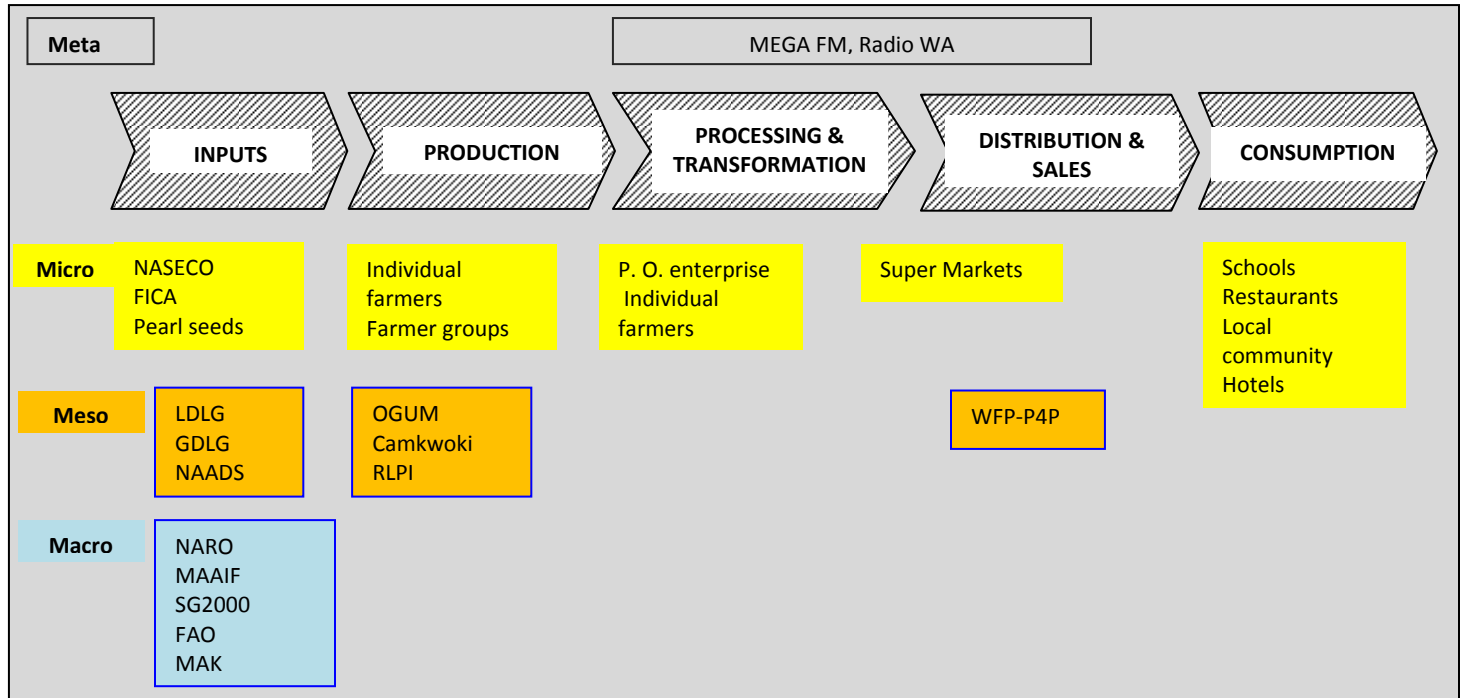 Meta
MEGA FM, Radio WA
INPUTS
PRODUCTION
PROCESSING &
TRANSFORMATION
DISTRIBUTION &
SALES
CONSUMPTION
Micro
NASECO
FICA
Pearl seeds
Individual
farmers
Farmer groups
P. O. enterprise
Individual
farmers
Super Markets
Schools
Restaurants
Local
community
Hotels
Meso
LDLG
GDLG
NAADS
OGUM
Camkwoki
RLPI
WFP-P4P
Macro
NARO
MAAIF
SG2000
FAO
MAK